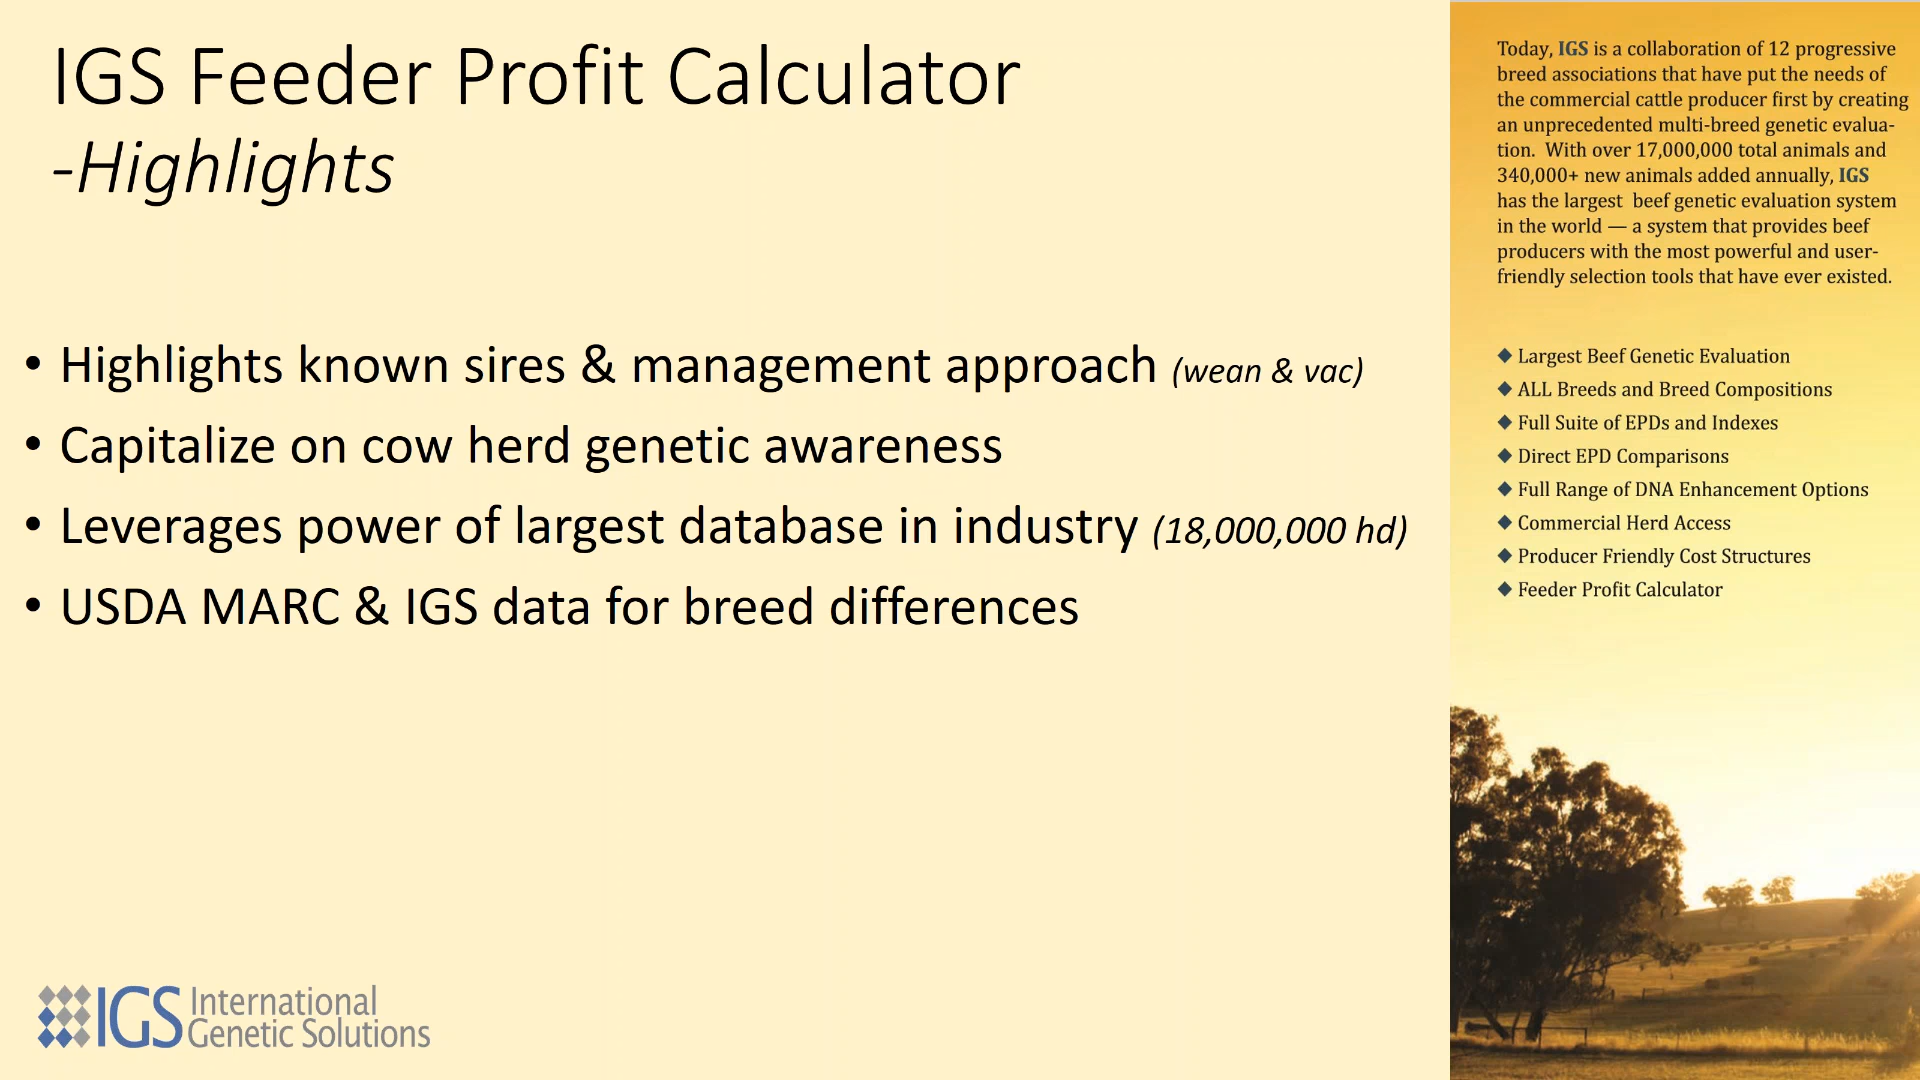 IGS Feeder Profit Calculator
-Highlights
• Highlights known sires & management approach (wean & vac)
• Capitalize on cow herd genetic awareness
• Leverages power of largest database in industry (18,000,000 hd)
• USDA MARC & IGS data for breed differences
IGS International
Genetic Solutions
Today, IGS is a collaboration of 12 progressive
breed associations that have put the needs of
the commercial cattle producer first by creating
an unprecedented multi-breed genetic evalua-
tion. With over 17,000,000 total animals and
340,000+ new animals added annually, IGS
has the largest beef genetic evaluation system
in the world — a system that provides beef
producers with the most powerful and user-
friendly selection tools that have ever existed.
◆ Largest Beef Genetic Evaluation
◆ ALL Breeds and Breed Compositions
◆ Full Suite of EPDs and Indexes
◆ Direct EPD Comparisons
◆ Full Range of DNA Enhancement Options
◆ Commercial Herd Access
◆ Producer Friendly Cost Structures
◆ Feeder Profit Calculator